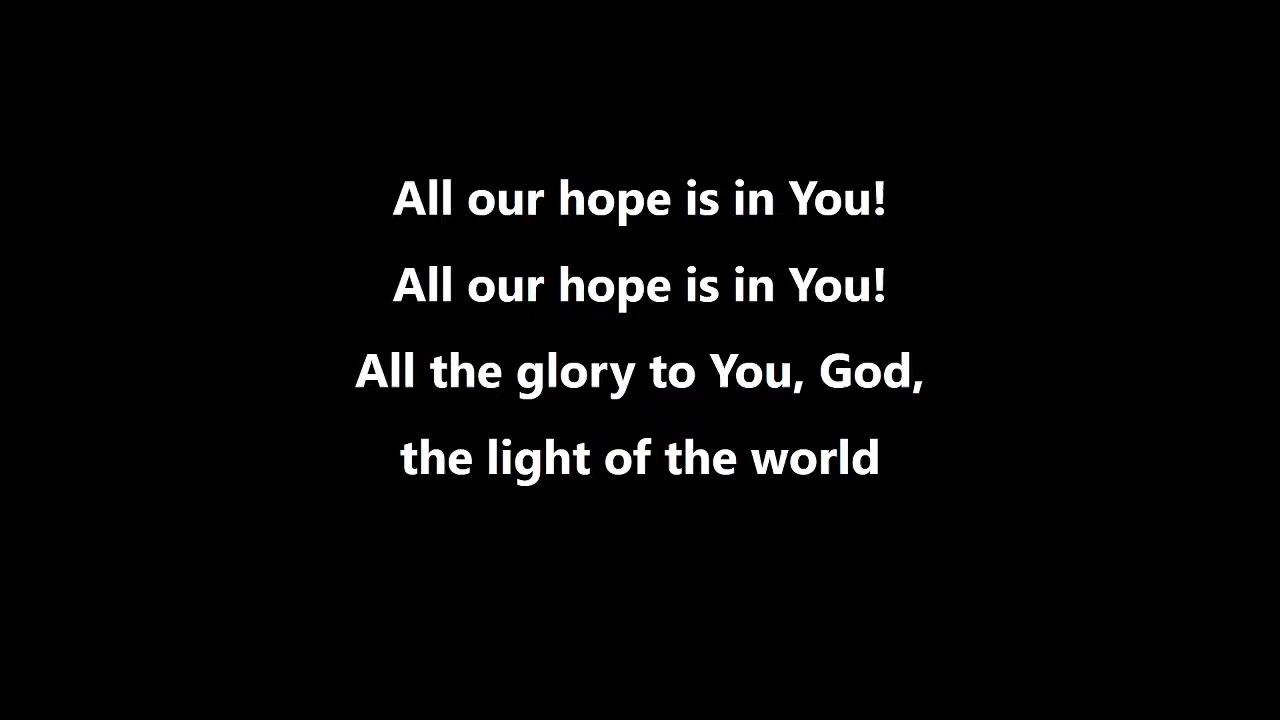 All our hope is in You!
All our hope is in You!
All the glory to You, God,
the light of the world